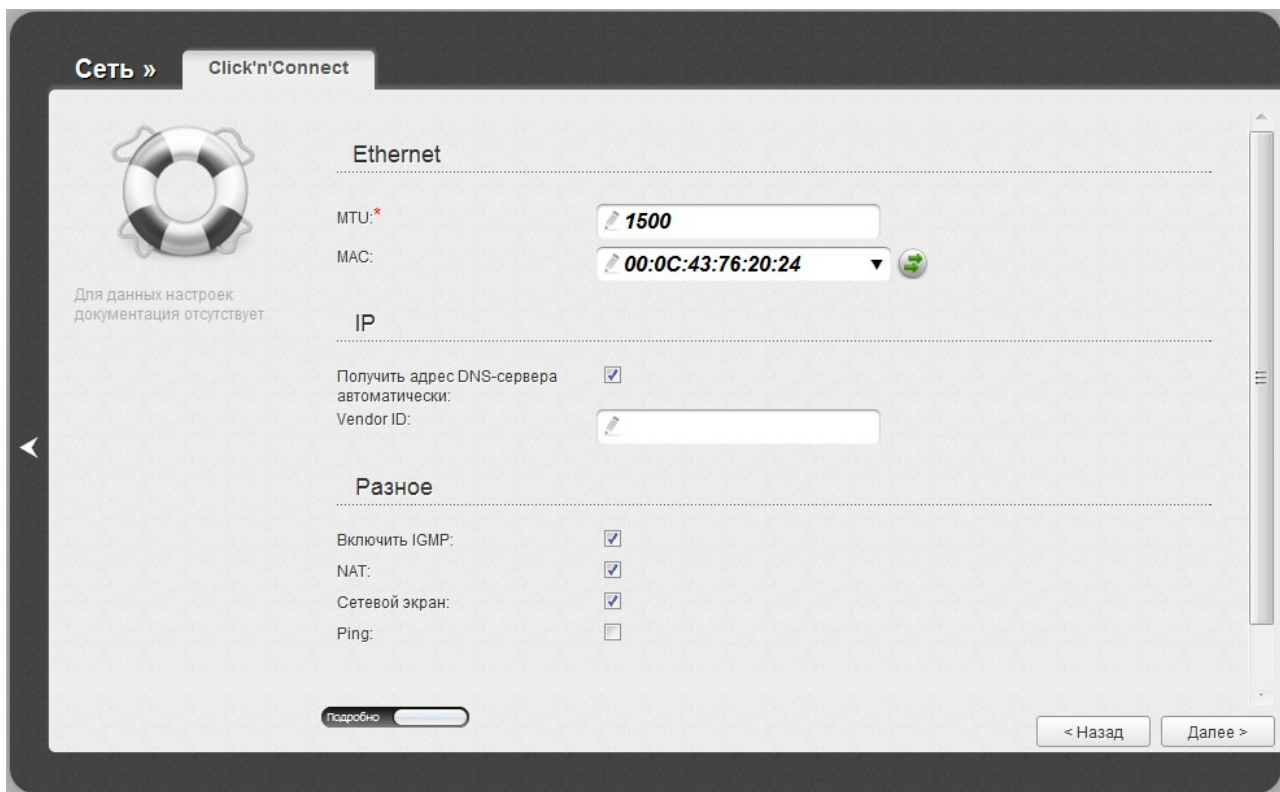 Сеть »
Click'n'Connect
Для данных настроек
документация отсутствует
Ethernet
MTU:*
1500
MAC:
00:0C:43:76:20:24
IP
Получить адрес DNS-сервера
автоматически:
Vendor ID:
Разное
Включить IGMP:
NAT:
Сетевой экран:
Ping:
Подробно
< Назад
Далее >